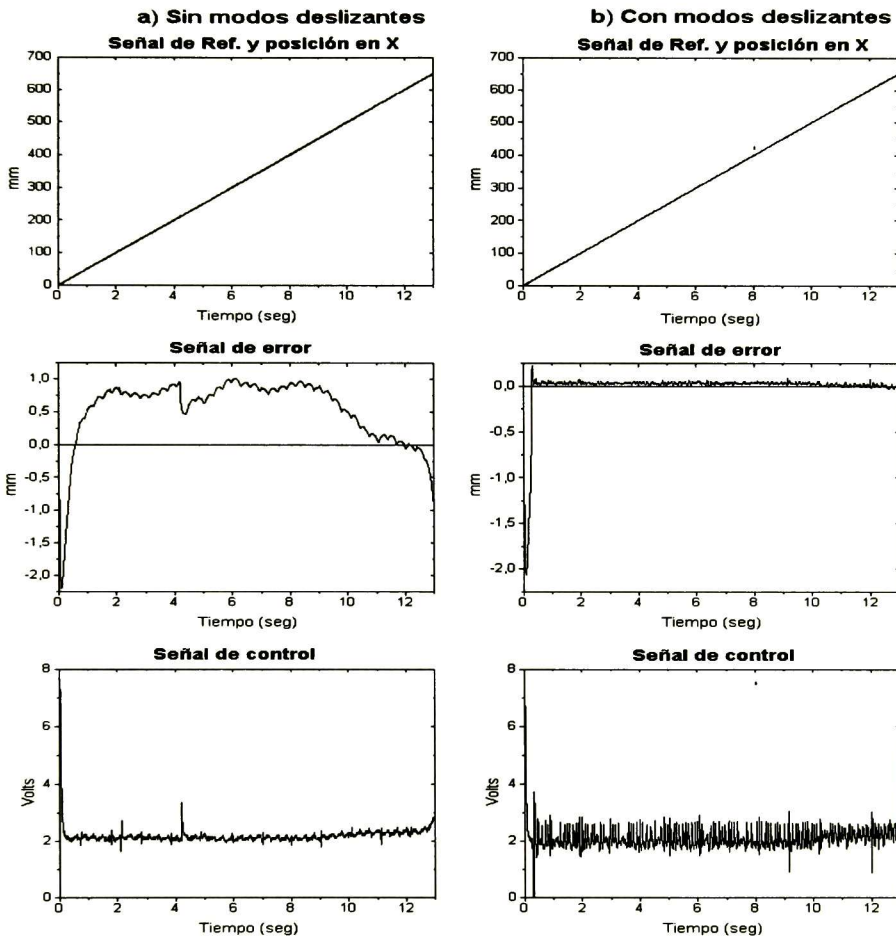 a) Sin modos deslizantes
Señal de Ref. y posición en X
700
600
500
400
300
200
100
0
mm
0 2 4 6 8 10 12
Tiempo (seg)
Señal de error
1,0
0,5
0,0
-0,5
-1,0
-1,5
-2,0
mm
0 2 4 6 8 10 12
Tiempo (seg)
Señal de control
8
6
4
2
0
Volts
0 2 4 6 8 10 12
Tiempo (seg)
b) Con modos deslizantes
Señal de Ref. y posición en X
700
600
500
400
300
200
100
0
mm
0 2 4 6 8 10 12
Tiempo (seg)
Señal de error
0,0
-0,5
-1,0
-1,5
-2,0
mm
0 2 4 6 8 10 12
Tiempo (seg)
Señal de control
8
6
4
2
0
Volts
0 2 4 6 8 10 12
Tiempo (seg)